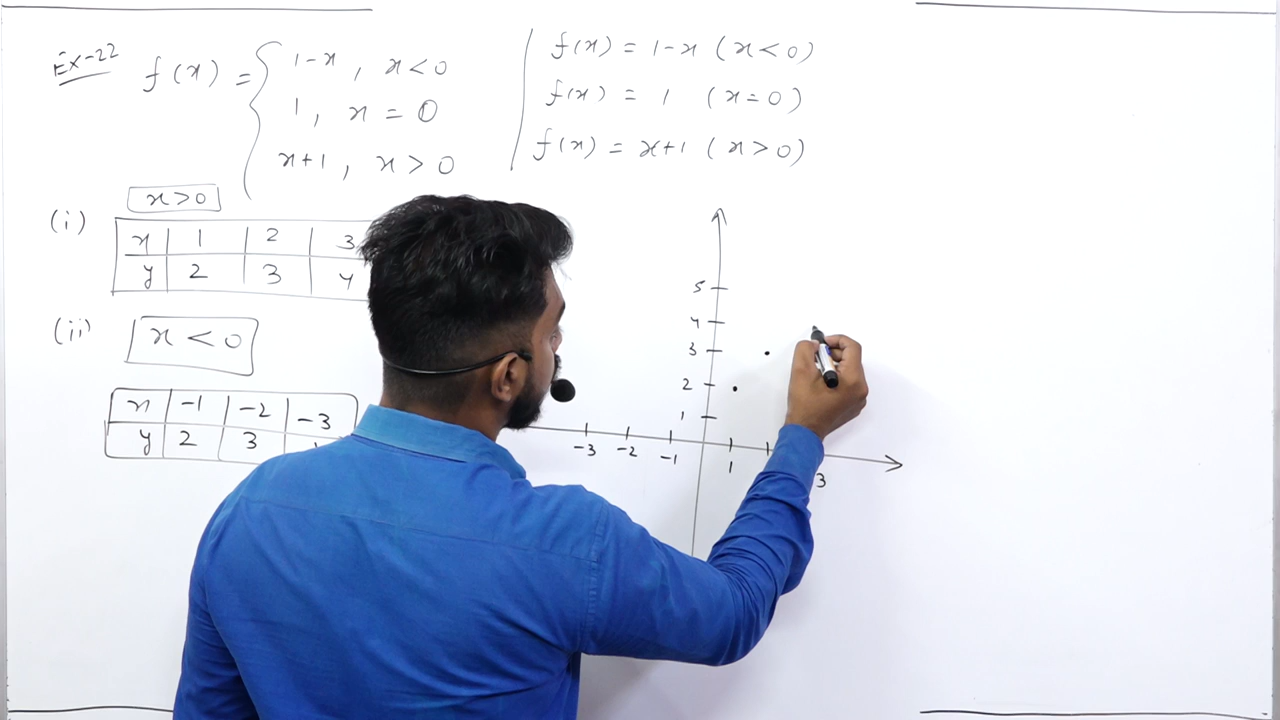 Ex-22 f(x) = { 1-x , x<0
1 , x = 0
x+1 , x > 0
f(x) = 1-x (x<0)
f(x) = 1 (x=0)
f(x) = x+1 (x>0)
(i) x>0
x 1 2 3
y 2 3 4
(ii) x < 0
x -1 -2 -3
y 2 3
5
4
3
2
1
-3 -2 -1 1 3